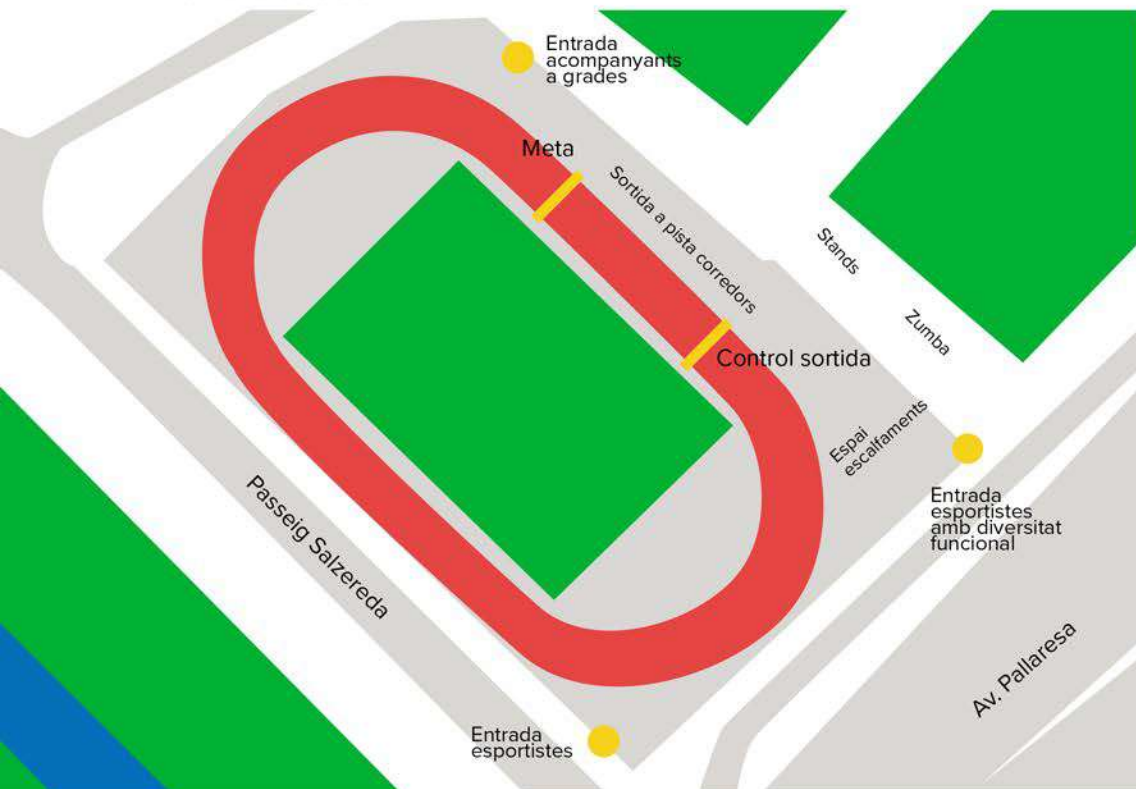 Entrada
acompanyants
a grades
Meta
Sortida a pista corredors
Stands
Zumba
Control sortida
Espai
escalfaments
Entrada
esportistes
amb diversitat
funcional
Passeig Salzereda
Av. Pallaresa
Entrada
esportistes